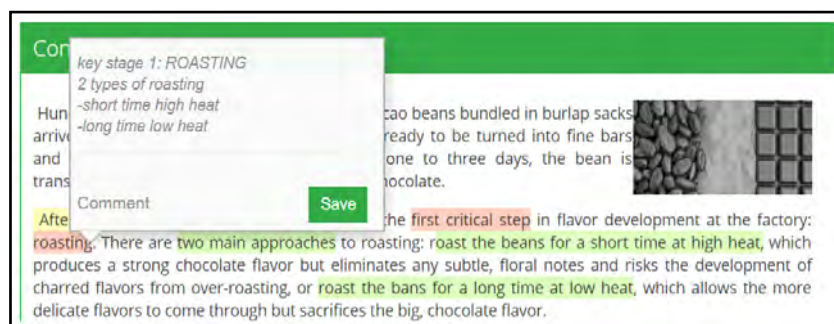 Con
key stage 1: ROASTING
2 types of roasting
-short time high heat
-long time low heat
Comment
Save
Hun cao beans bundled in burlap sacks
arrive eady to be turned into fine bars
and one to three days, the bean is
trans hocolate.
Afte he first critical step in flavor development at the factory:
roasting. There are two main approaches to roasting: roast the beans for a short time at high heat, which
produces a strong chocolate flavor but eliminates any subtle, floral notes and risks the development of
charred flavors from over-roasting, or roast the bans for a long time at low heat, which allows the more
delicate flavors to come through but sacrifices the big, chocolate flavor.